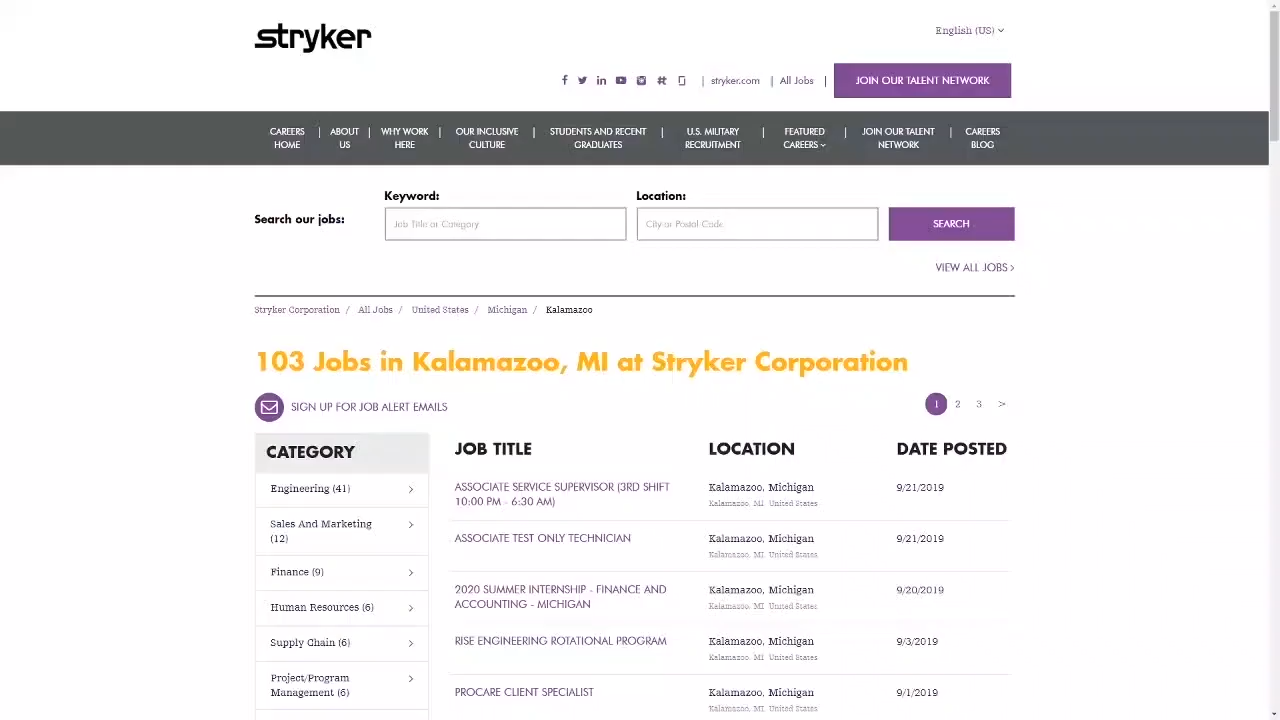 stryker
English (US)
| stryker.com | All Jobs | JOIN OUR TALENT NETWORK
CAREERS HOME | ABOUT US | WHY WORK HERE | OUR INCLUSIVE CULTURE | STUDENTS AND RECENT GRADUATES | U.S. MILITARY RECRUITMENT | FEATURED CAREERS | JOIN OUR TALENT NETWORK | CAREERS BLOG
Keyword: Location:
Search our jobs: Job Title or Category City or Postal Code SEARCH
VIEW ALL JOBS >
Stryker Corporation / All Jobs / United States / Michigan / Kalamazoo
103 Jobs in Kalamazoo, MI at Stryker Corporation
SIGN UP FOR JOB ALERT EMAILS 1 2 3 >
CATEGORY
Engineering (41)
Sales And Marketing
(12)
Finance (9)
Human Resources (6)
Supply Chain (6)
Project/Program
Management (6)
JOB TITLE LOCATION DATE POSTED
ASSOCIATE SERVICE SUPERVISOR (3RD SHIFT Kalamazoo, Michigan 9/21/2019
10:00 PM - 6:30 AM) Kalamazoo, MI United States
ASSOCIATE TEST ONLY TECHNICIAN Kalamazoo, Michigan 9/21/2019
Kalamazoo, MI United States
2020 SUMMER INTERNSHIP - FINANCE AND Kalamazoo, Michigan 9/20/2019
ACCOUNTING - MICHIGAN Kalamazoo, MI United States
RISE ENGINEERING ROTATIONAL PROGRAM Kalamazoo, Michigan 9/3/2019
Kalamazoo, MI United States
PROCARE CLIENT SPECIALIST Kalamazoo, Michigan 9/1/2019
Kalamazoo, MI United States